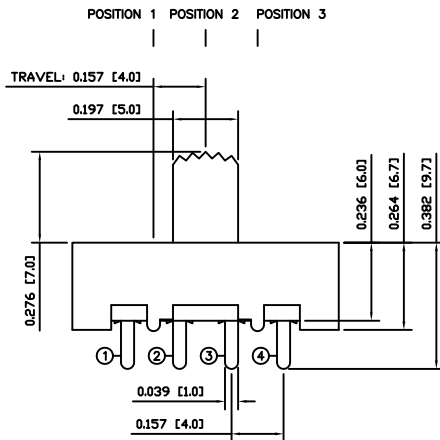 POSITION 1 POSITION 2 POSITION 3
TRAVEL: 0.157 [4.0]
0.197 [5.0]
0.276 [7.0]
0.236 [6.0]
0.264 [6.7]
0.382 [9.7]
1 2 3 4
0.039 [1.0]
0.157 [4.0]